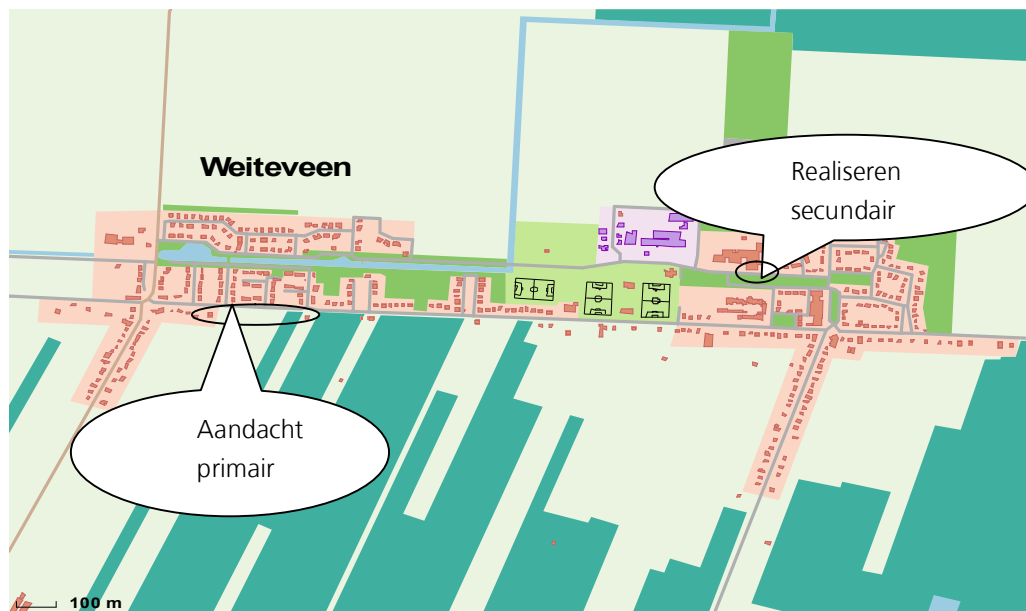 Weiteveen
Realiseren
secundair
Aandacht
primair
100 m